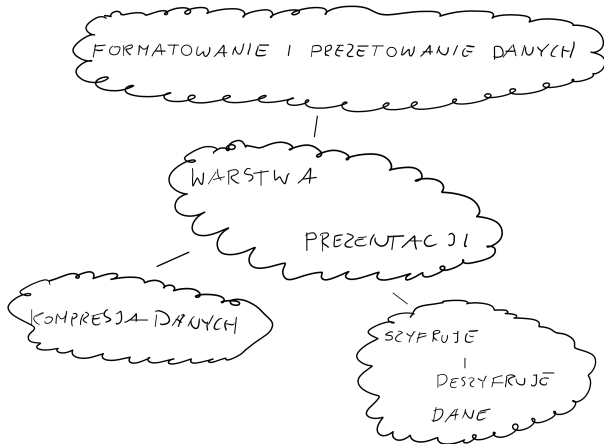 FORMATOWANIE I PREZETOWANIE DANYCH
WARSTWA
PREZENTACJI
KOMPRESJA DANYCH
SZYFRUJE
I
DESZYFRUJE
DANE